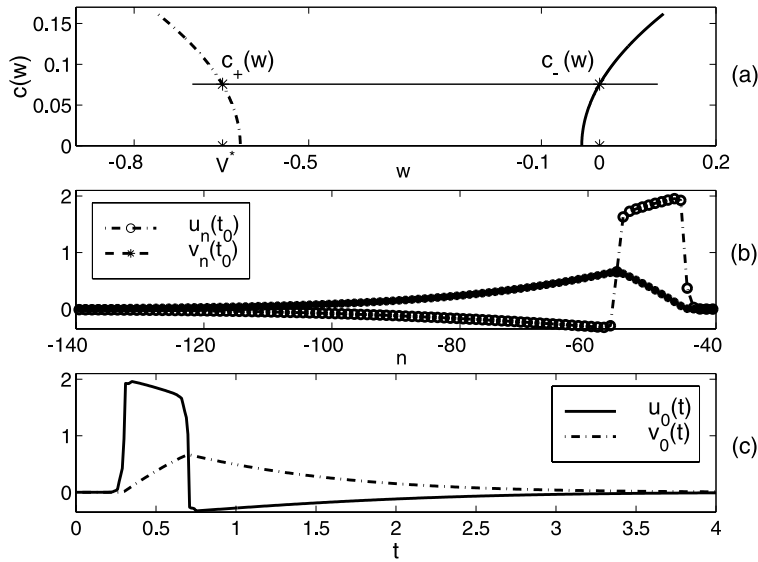 0.15
0.1
0.05
0
c(w)
c₊(w)
c₋(w)
(a)
-0.8
V*
-0.5
w
-0.1
0
0.2
2
1
0
uₙ(t₀)
vₙ(t₀)
(b)
-140
-120
-100
-80
-60
-40
n
2
1
0
u₀(t)
v₀(t)
(c)
0
0.5
1
1.5
2
2.5
3
3.5
4
t